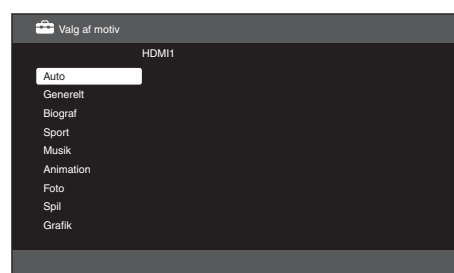 Valg af motiv
HDMI1
Auto
Generelt
Biograf
Sport
Musik
Animation
Foto
Spil
Grafik